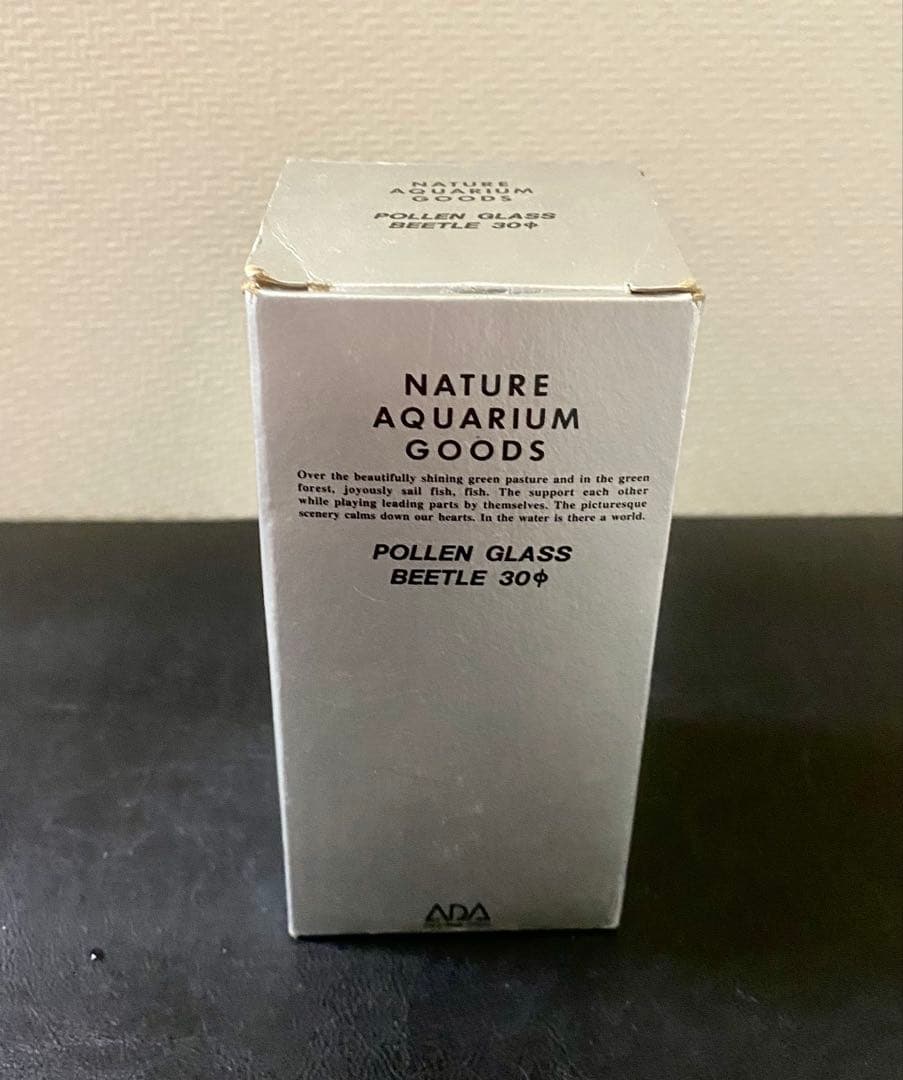 NATURE
AQUARIUM
GOODS
POLLEN GLASS
BEETLE 30φ
NATURE
AQUARIUM
GOODS
Over the beautifully shining green pasture and in the green
forest, joyously sail fish, fish. The support each other
while playing leading parts by themselves. The picturesque
scenery calms down our hearts. In the water is there a world.
POLLEN GLASS
BEETLE 30φ
ADA